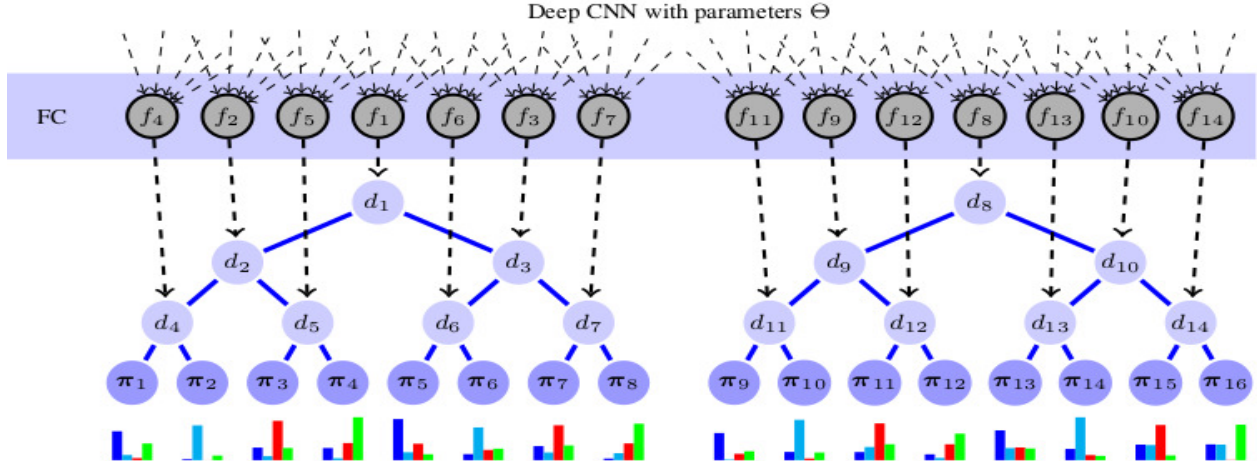 Deep CNN with parameters Θ
FC f₄ f₂ f₅ f₁ f₆ f₃ f₇ f₁₁ f₉ f₁₂ f₈ f₁₃ f₁₀ f₁₄
d₁ d₈
d₂ d₃ d₉ d₁₀
d₄ d₅ d₆ d₇ d₁₁ d₁₂ d₁₃ d₁₄
π₁ π₂ π₃ π₄ π₅ π₆ π₇ π₈ π₉ π₁₀ π₁₁ π₁₂ π₁₃ π₁₄ π₁₅ π₁₆